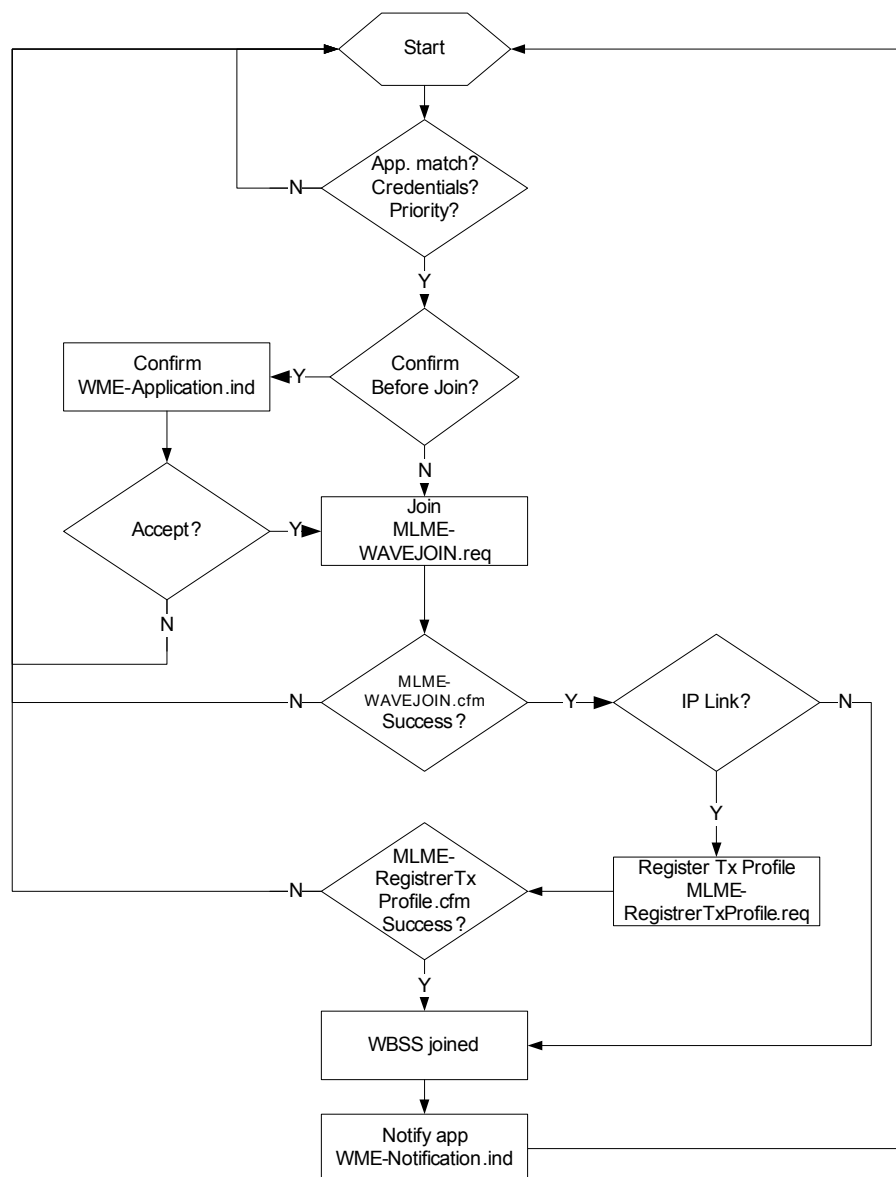 Start
App. match?
Credentials?
Priority?
N
Y
Confirm
WME-Application.ind
Y
Confirm
Before Join?
N
Accept?
Y
Join
MLME-
WAVEJOIN.req
N
N
MLME-
WAVEJOIN.cfm
Success?
Y
IP Link?
N
Y
N
MLME-
RegistrerTx
Profile.cfm
Success?
Register Tx Profile
MLME-
RegistrerTxProfile.req
Y
WBSS joined
Notify app
WME-Notification.ind